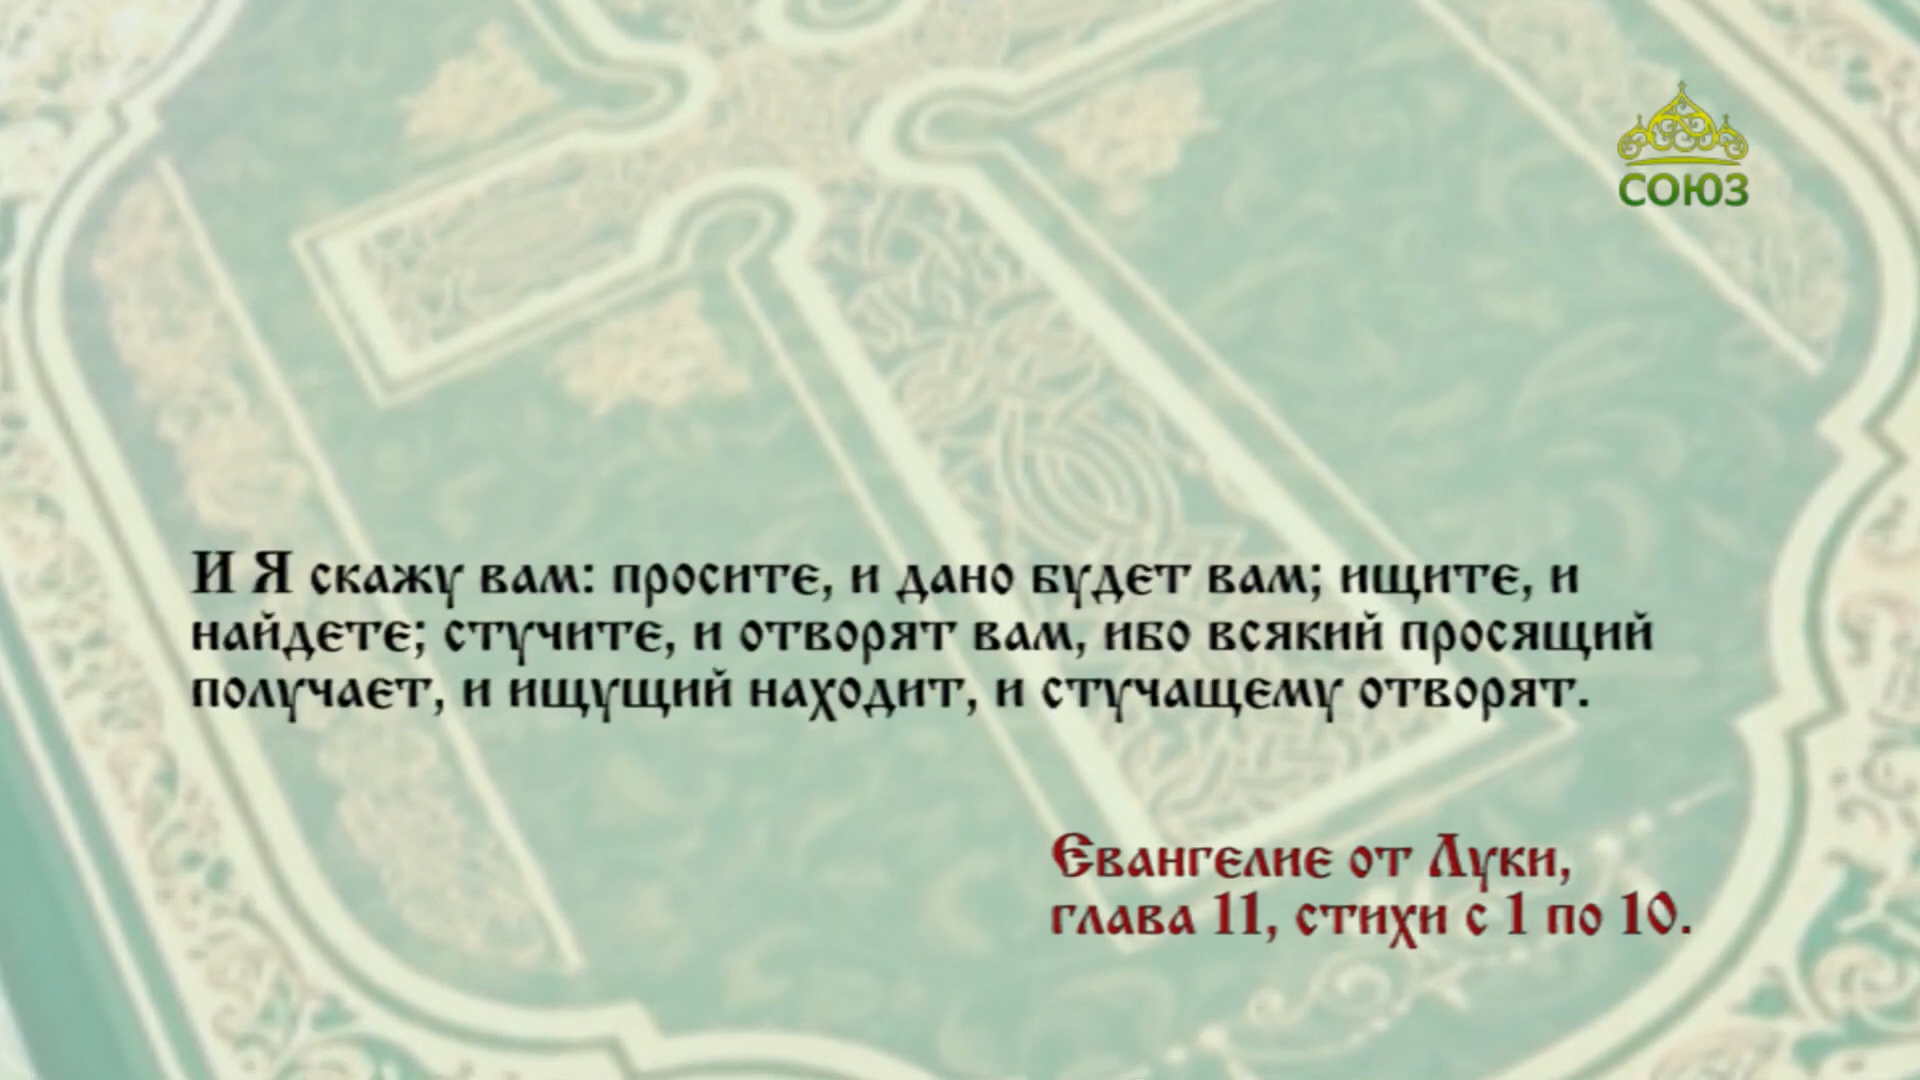 СОЮЗ
И Я скажу вам: просите, и дано будет вам; ищите, и
найдете; стучите, и отворят вам, ибо всякий просящий
получает, и ищущий находит, и стучащему отворят.
Евангелие от Луки,
глава 11, стихи с 1 по 10.